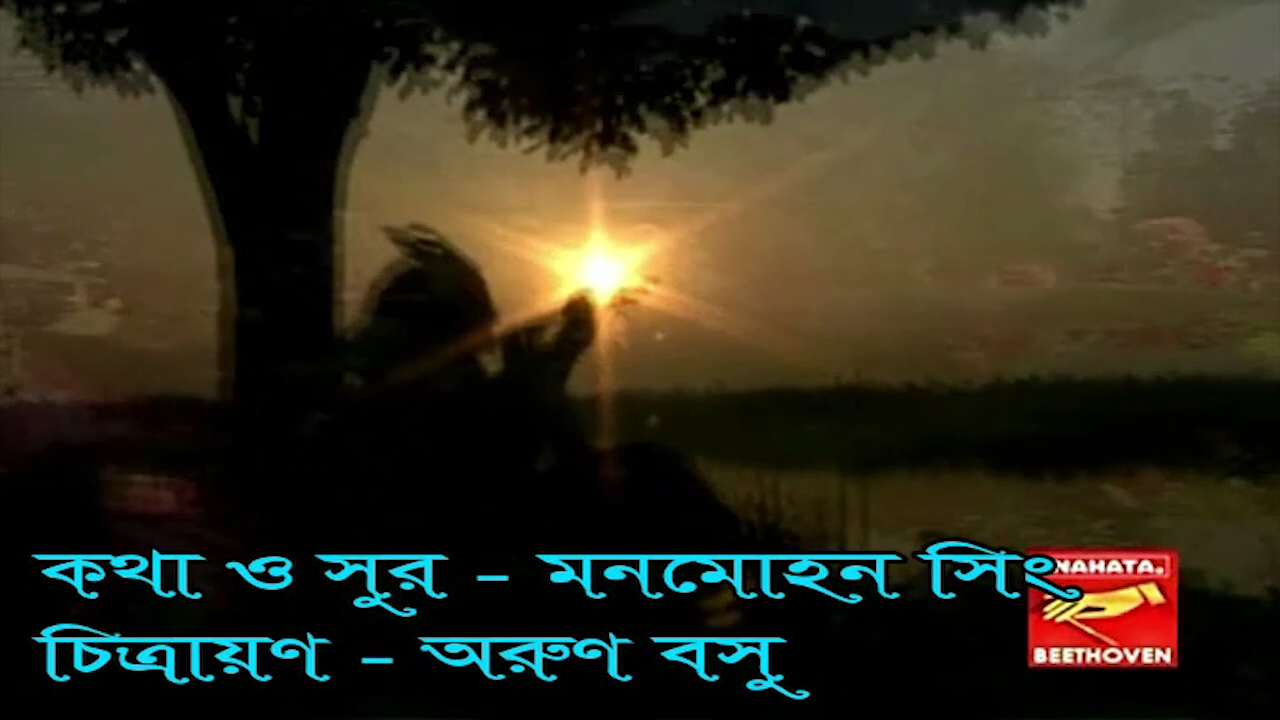 কথা ও সুর - মনমোহন সিং
চিত্রায়ণ - অরুণ বসু
NAHATA.
BEETHOVEN